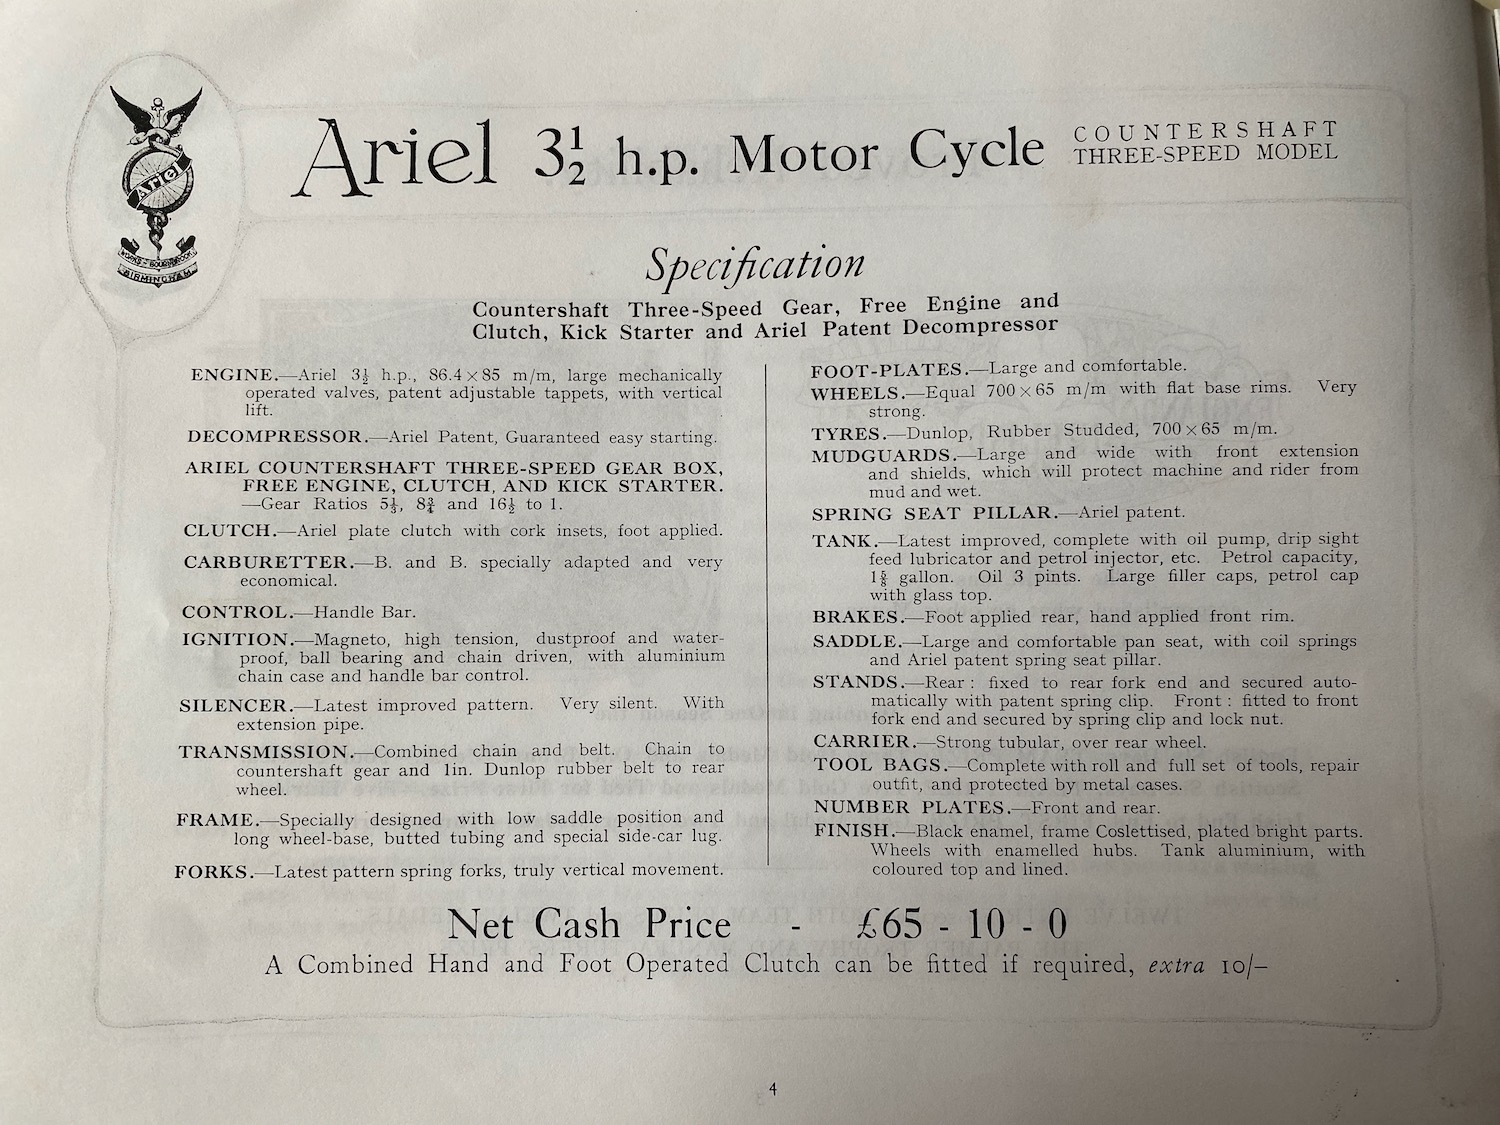 Ariel
WORKS - BOURNBROOK
BIRMINGHAM
Ariel 3½ h.p. Motor Cycle
COUNTERSHAFT
THREE-SPEED MODEL
Specification
Countershaft Three-Speed Gear, Free Engine and
Clutch, Kick Starter and Ariel Patent Decompressor
ENGINE.—Ariel 3½ h.p., 86.4 × 85 m/m, large mechanically
operated valves, patent adjustable tappets, with vertical
lift.
DECOMPRESSOR.—Ariel Patent, Guaranteed easy starting.
ARIEL COUNTERSHAFT THREE-SPEED GEAR BOX,
FREE ENGINE, CLUTCH, AND KICK STARTER.
—Gear Ratios 5⅓, 8¾ and 16½ to 1.
CLUTCH.—Ariel plate clutch with cork insets, foot applied.
CARBURETTER.—B. and B. specially adapted and very
economical.
CONTROL.—Handle Bar.
IGNITION.—Magneto, high tension, dustproof and water-
proof, ball bearing and chain driven, with aluminium
chain case and handle bar control.
SILENCER.—Latest improved pattern. Very silent. With
extension pipe.
TRANSMISSION.—Combined chain and belt. Chain to
countershaft gear and 1in. Dunlop rubber belt to rear
wheel.
FRAME.—Specially designed with low saddle position and
long wheel-base, butted tubing and special side-car lug.
FORKS.—Latest pattern spring forks, truly vertical movement.
FOOT-PLATES.—Large and comfortable.
WHEELS.—Equal 700 × 65 m/m with flat base rims. Very
strong.
TYRES.—Dunlop, Rubber Studded, 700 × 65 m/m.
MUDGUARDS.—Large and wide with front extension
and shields, which will protect machine and rider from
mud and wet.
SPRING SEAT PILLAR.—Ariel patent.
TANK.—Latest improved, complete with oil pump, drip sight
feed lubricator and petrol injector, etc. Petrol capacity,
1⅝ gallon. Oil 3 pints. Large filler caps, petrol cap
with glass top.
BRAKES.—Foot applied rear, hand applied front rim.
SADDLE.—Large and comfortable pan seat, with coil springs
and Ariel patent spring seat pillar.
STANDS.—Rear : fixed to rear fork end and secured auto-
matically with patent spring clip. Front : fitted to front
fork end and secured by spring clip and lock nut.
CARRIER.—Strong tubular, over rear wheel.
TOOL BAGS.—Complete with roll and full set of tools, repair
outfit, and protected by metal cases.
NUMBER PLATES.—Front and rear.
FINISH.—Black enamel, frame Coslettised, plated bright parts.
Wheels with enamelled hubs. Tank aluminium, with
coloured top and lined.
Net Cash Price - £65 - 10 - 0
A Combined Hand and Foot Operated Clutch can be fitted if required, extra 10/–
4